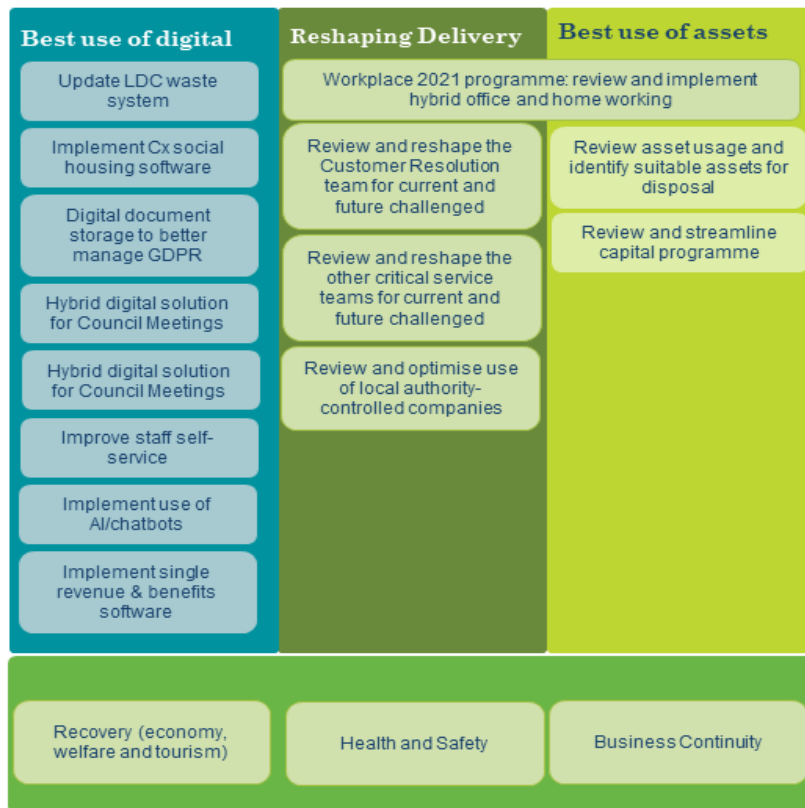 Best use of digital
Update LDC waste
system
Implement Cx social
housing software
Digital document
storage to better
manage GDPR
Hybrid digital solution
for Council Meetings
Hybrid digital solution
for Council Meetings
Improve staff self-
service
Implement use of
AI/chatbots
Implement single
revenue & benefits
software
Reshaping Delivery
Workplace 2021 programme: review and implement
hybrid office and home working
Review and reshape the
Customer Resolution
team for current and
future challenged
Review and reshape the
other critical service
teams for current and
future challenged
Review and optimise use
of local authority-
controlled companies
Best use of assets
Review asset usage and
identify suitable assets for
disposal
Review and streamline
capital programme
Recovery (economy,
welfare and tourism)
Health and Safety
Business Continuity